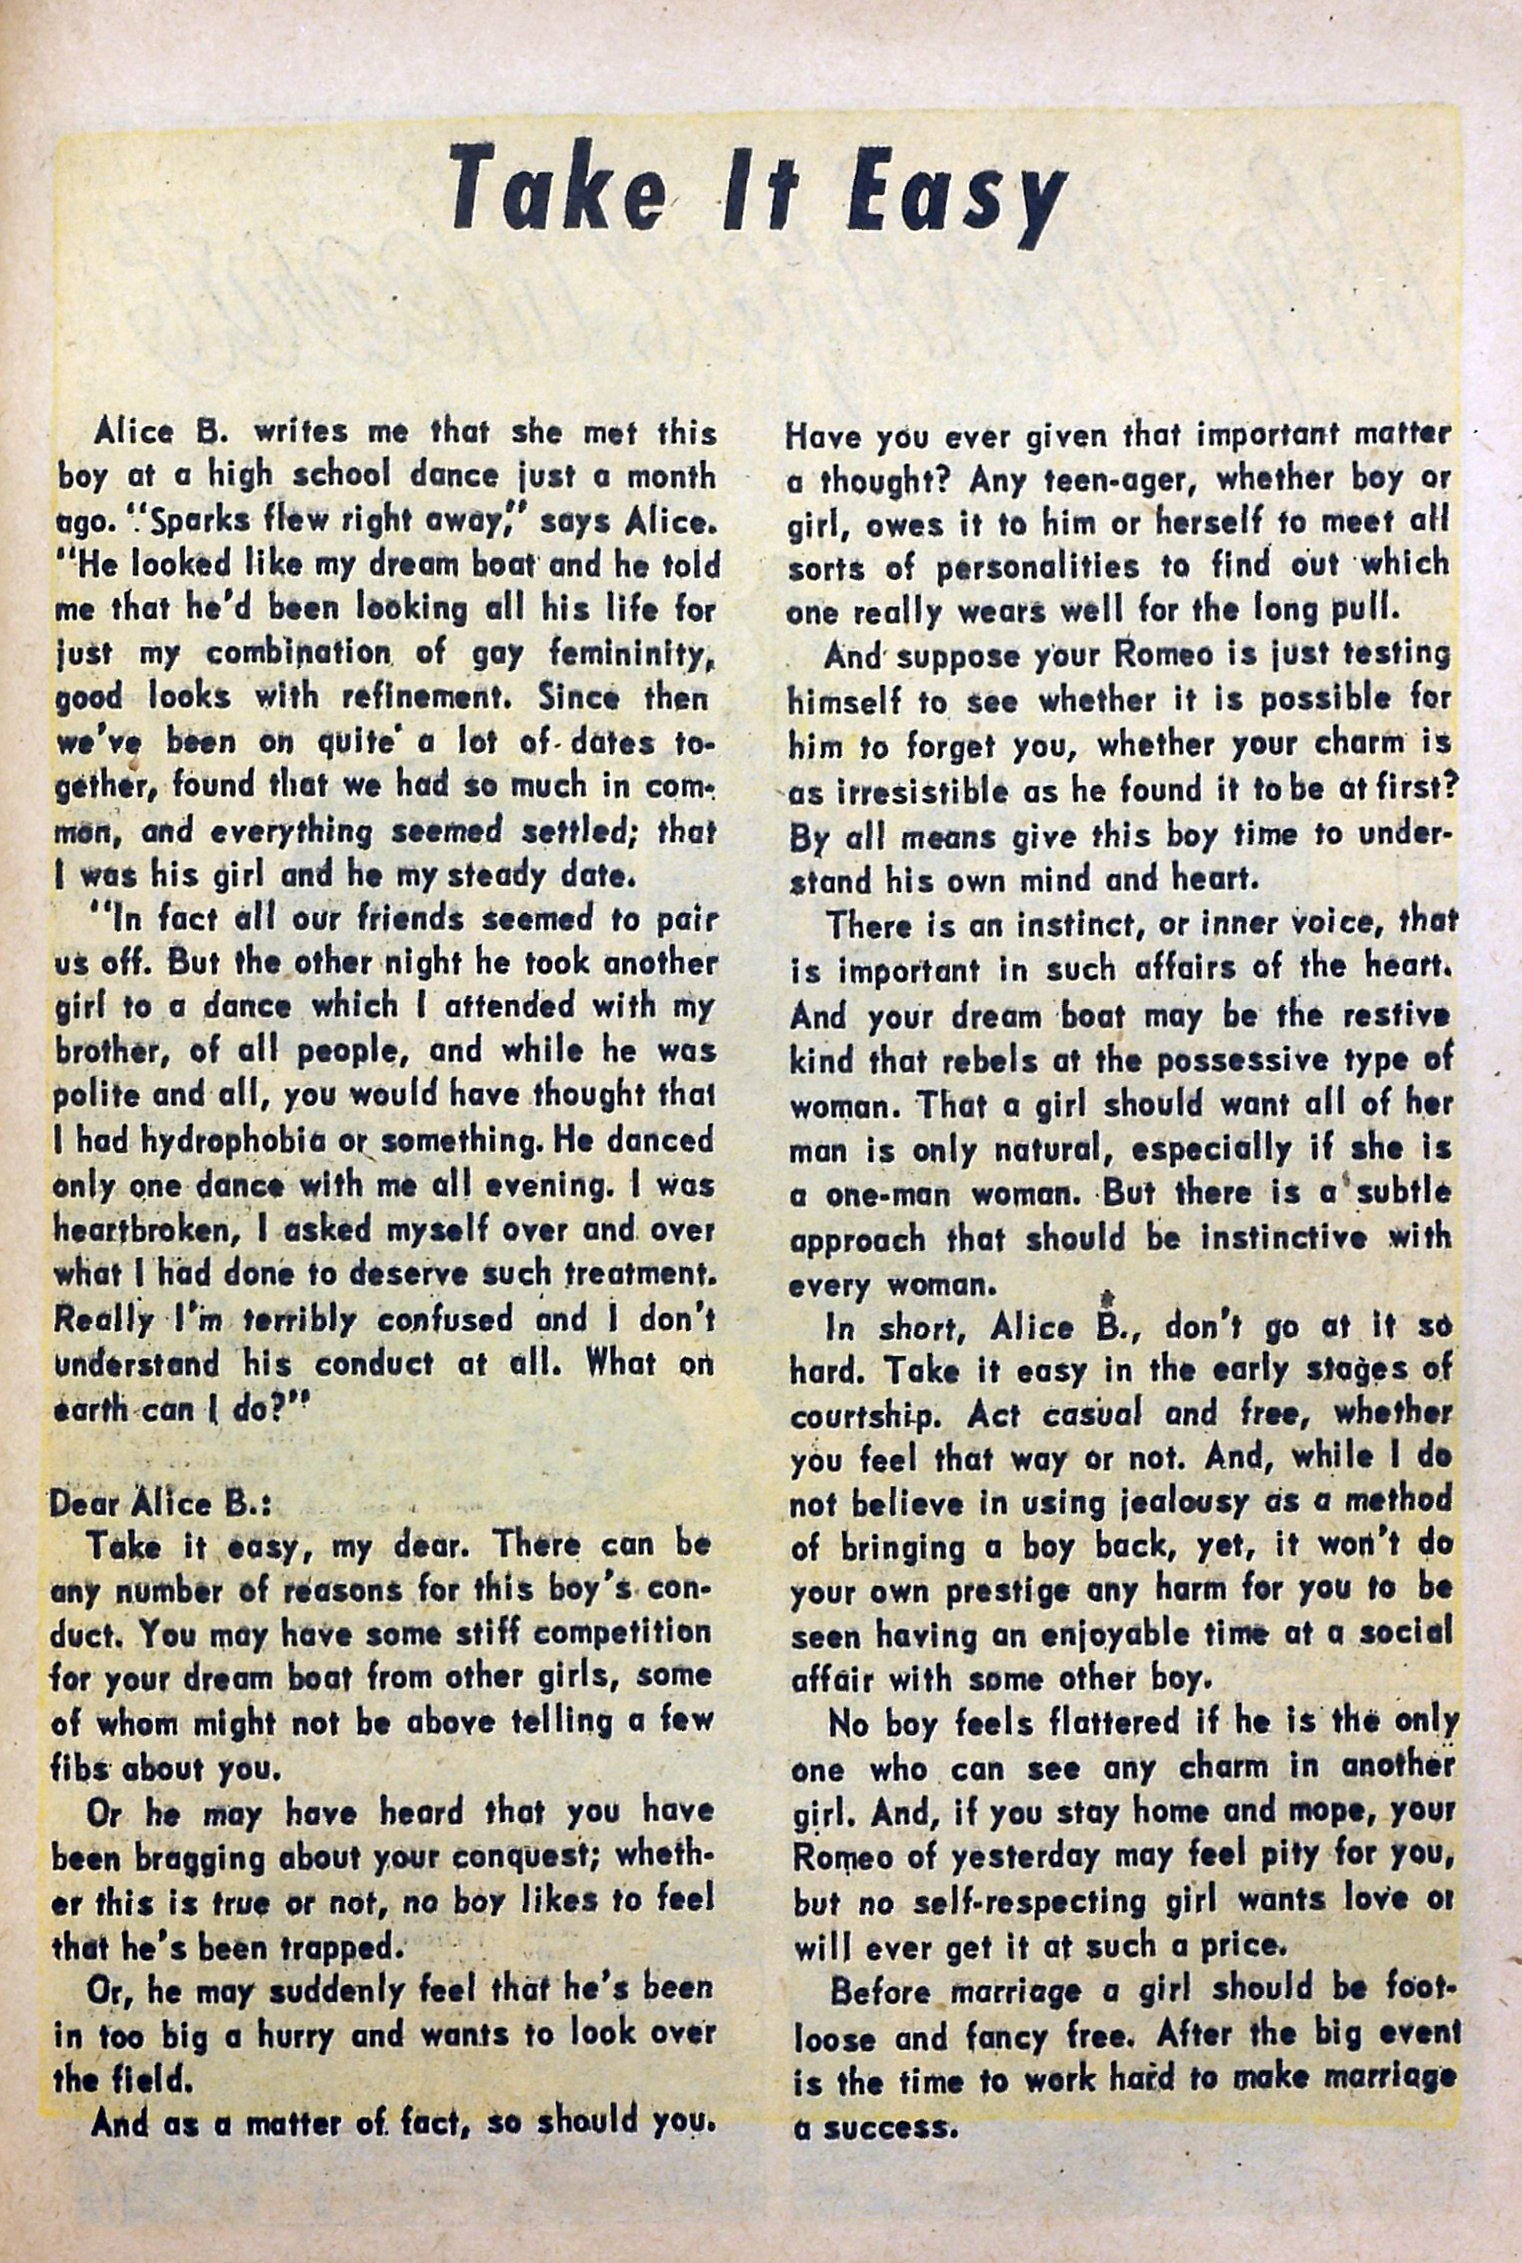 Take It Easy
Alice B. writes me that she met this
boy at a high school dance just a month
ago. "Sparks flew right away," says Alice.
"He looked like my dream boat and he told
me that he'd been looking all his life for
just my combination of gay femininity,
good looks with refinement. Since then
we've been on quite a lot of dates to-
gether, found that we had so much in com-
mon, and everything seemed settled; that
I was his girl and he my steady date.
"In fact all our friends seemed to pair
us off. But the other night he took another
girl to a dance which I attended with my
brother, of all people, and while he was
polite and all, you would have thought that
I had hydrophobia or something. He danced
only one dance with me all evening. I was
heartbroken, I asked myself over and over
what I had done to deserve such treatment.
Really I'm terribly confused and I don't
understand his conduct at all. What on
earth can I do?"
Dear Alice B.:
Take it easy, my dear. There can be
any number of reasons for this boy's con-
duct. You may have some stiff competition
for your dream boat from other girls, some
of whom might not be above telling a few
fibs about you.
Or he may have heard that you have
been bragging about your conquest; wheth-
er this is true or not, no boy likes to feel
that he's been trapped.
Or, he may suddenly feel that he's been
in too big a hurry and wants to look over
the field.
And as a matter of fact, so should you.
Have you ever given that important matter
a thought? Any teen-ager, whether boy or
girl, owes it to him or herself to meet all
sorts of personalities to find out which
one really wears well for the long pull.
And suppose your Romeo is just testing
himself to see whether it is possible for
him to forget you, whether your charm is
as irresistible as he found it to be at first?
By all means give this boy time to under-
stand his own mind and heart.
There is an instinct, or inner voice, that
is important in such affairs of the heart.
And your dream boat may be the restive
kind that rebels at the possessive type of
woman. That a girl should want all of her
man is only natural, especially if she is
a one-man woman. But there is a subtle
approach that should be instinctive with
every woman.
In short, Alice B., don't go at it so
hard. Take it easy in the early stages of
courtship. Act casual and free, whether
you feel that way or not. And, while I do
not believe in using jealousy as a method
of bringing a boy back, yet, it won't do
your own prestige any harm for you to be
seen having an enjoyable time at a social
affair with some other boy.
No boy feels flattered if he is the only
one who can see any charm in another
girl. And, if you stay home and mope, your
Romeo of yesterday may feel pity for you,
but no self-respecting girl wants love or
will ever get it at such a price.
Before marriage a girl should be foot-
loose and fancy free. After the big event
is the time to work hard to make marriage
a success.